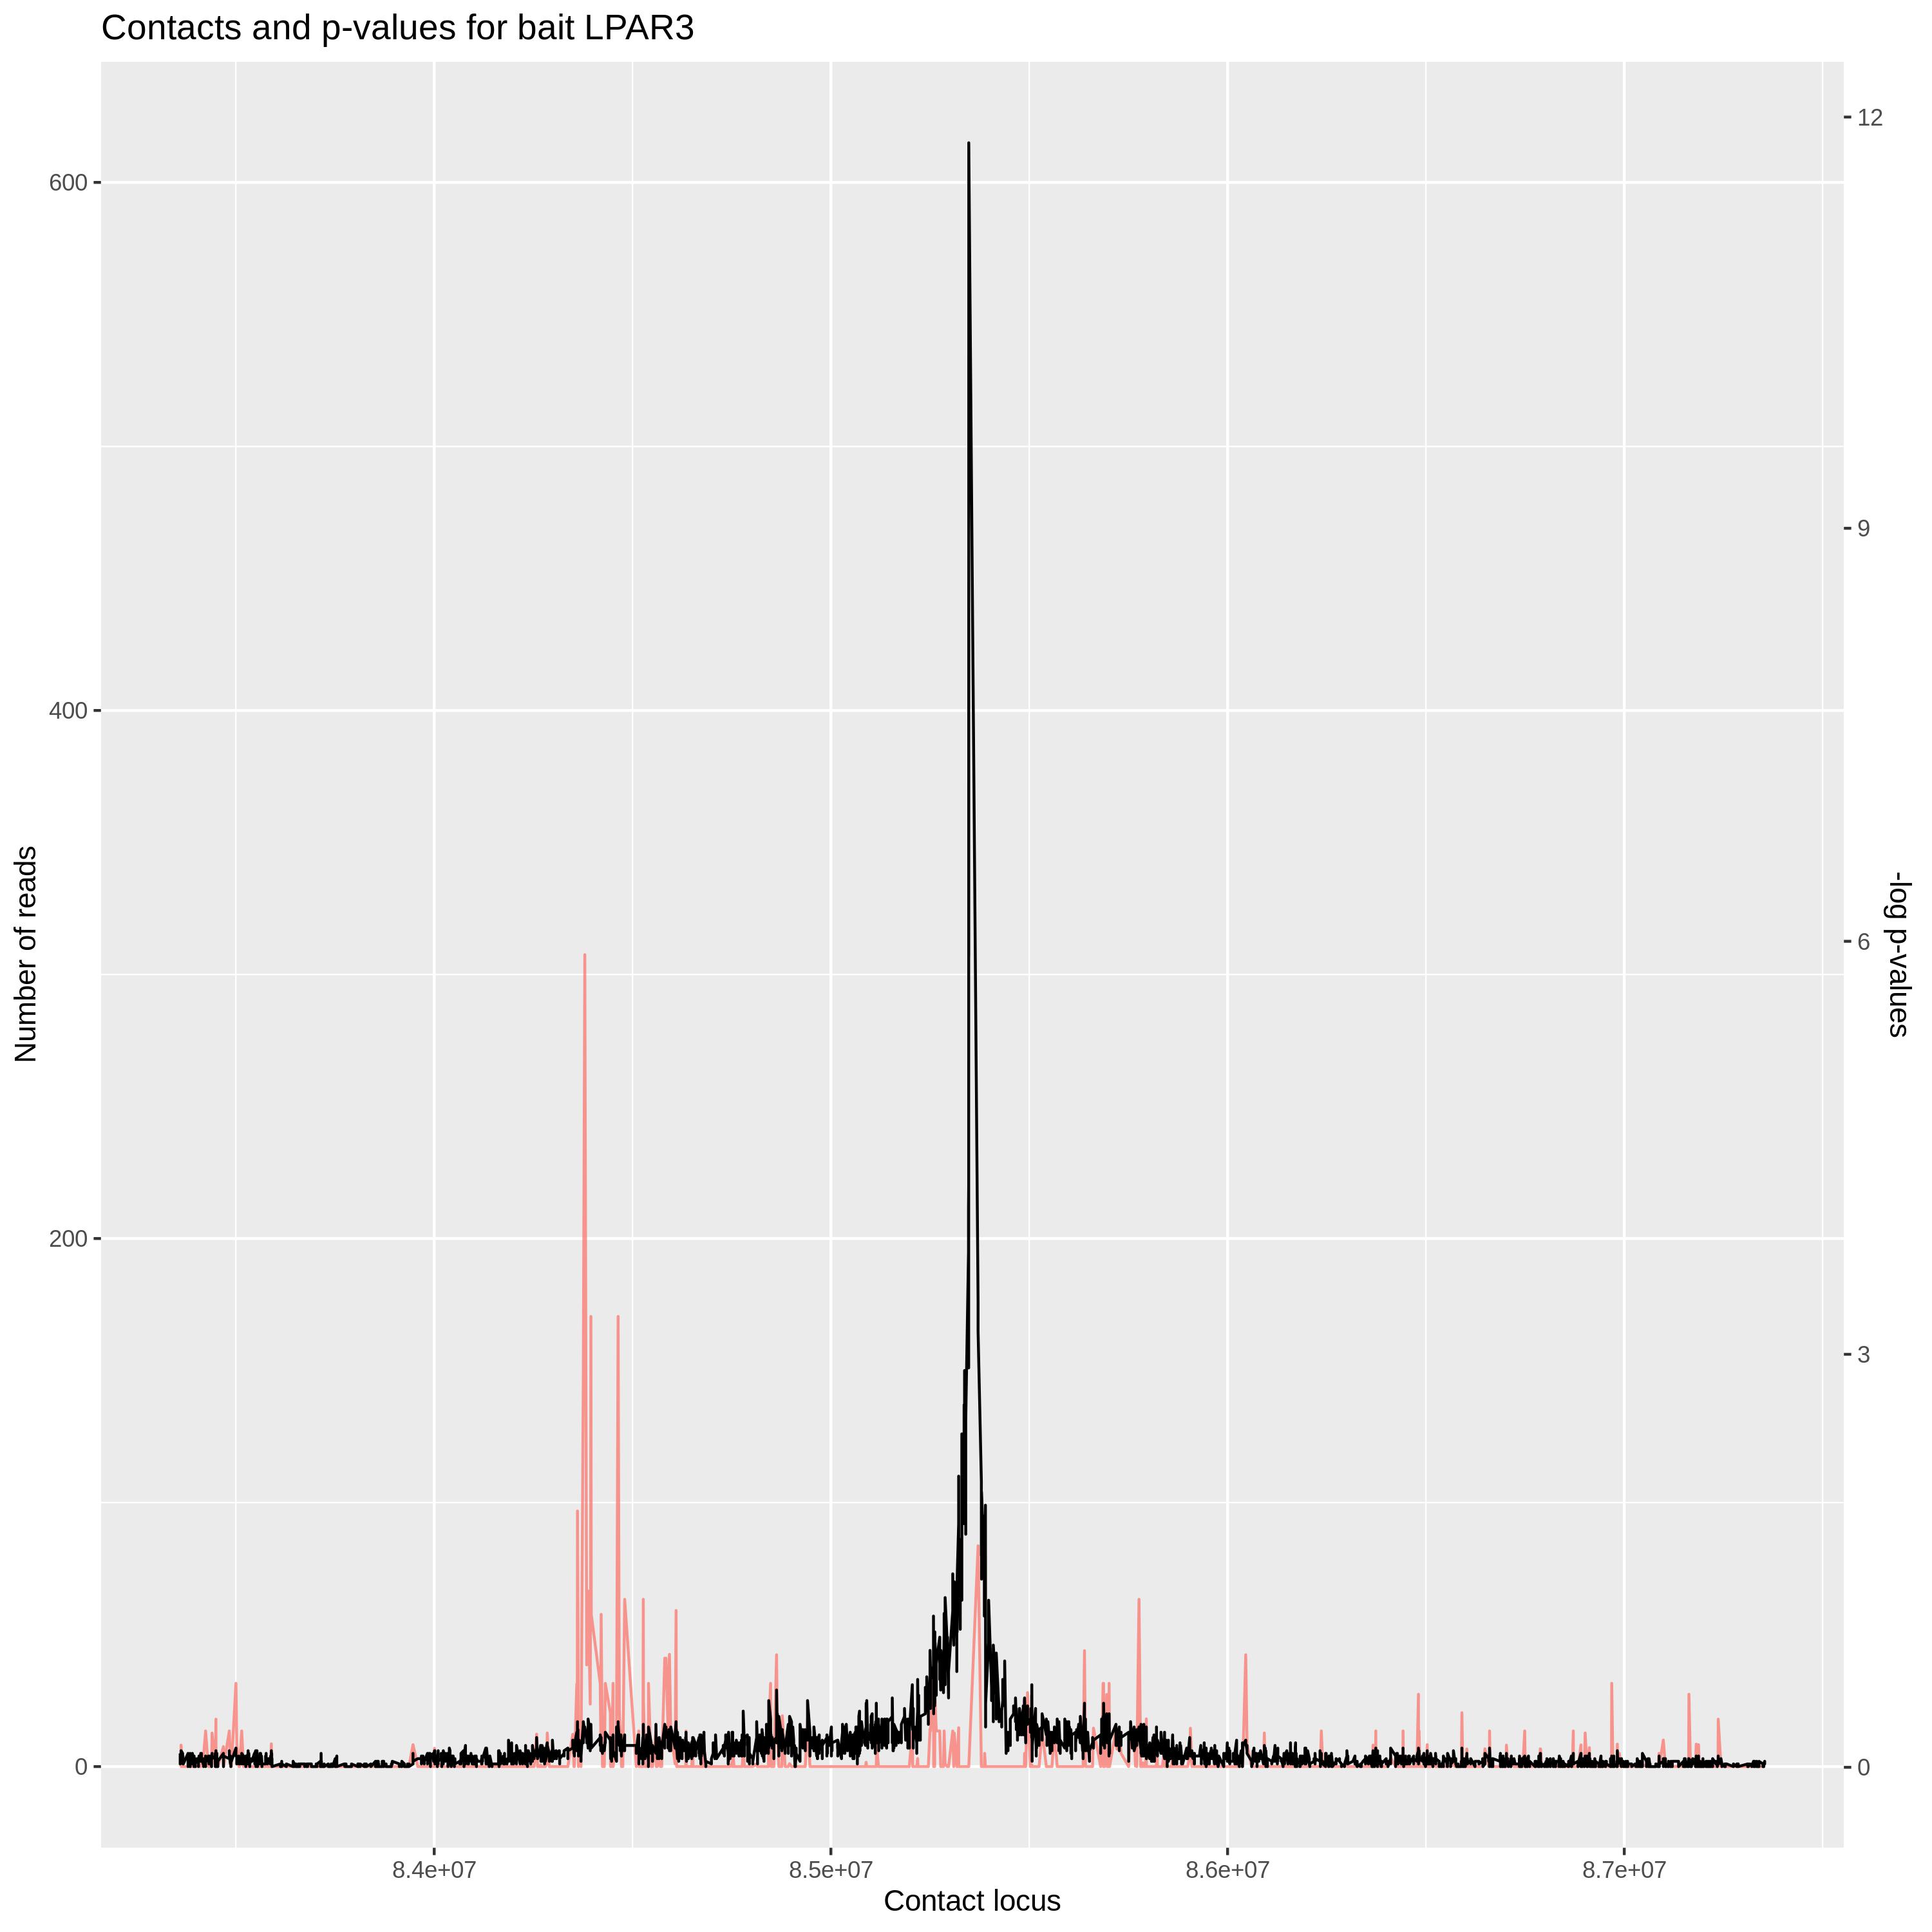 Contacts and p-values for bait LPAR3
12
600
9
400
6
Number of reads
-log p-values
200
3
0
0
8.4e+07
8.5e+07
8.6e+07
8.7e+07
Contact locus